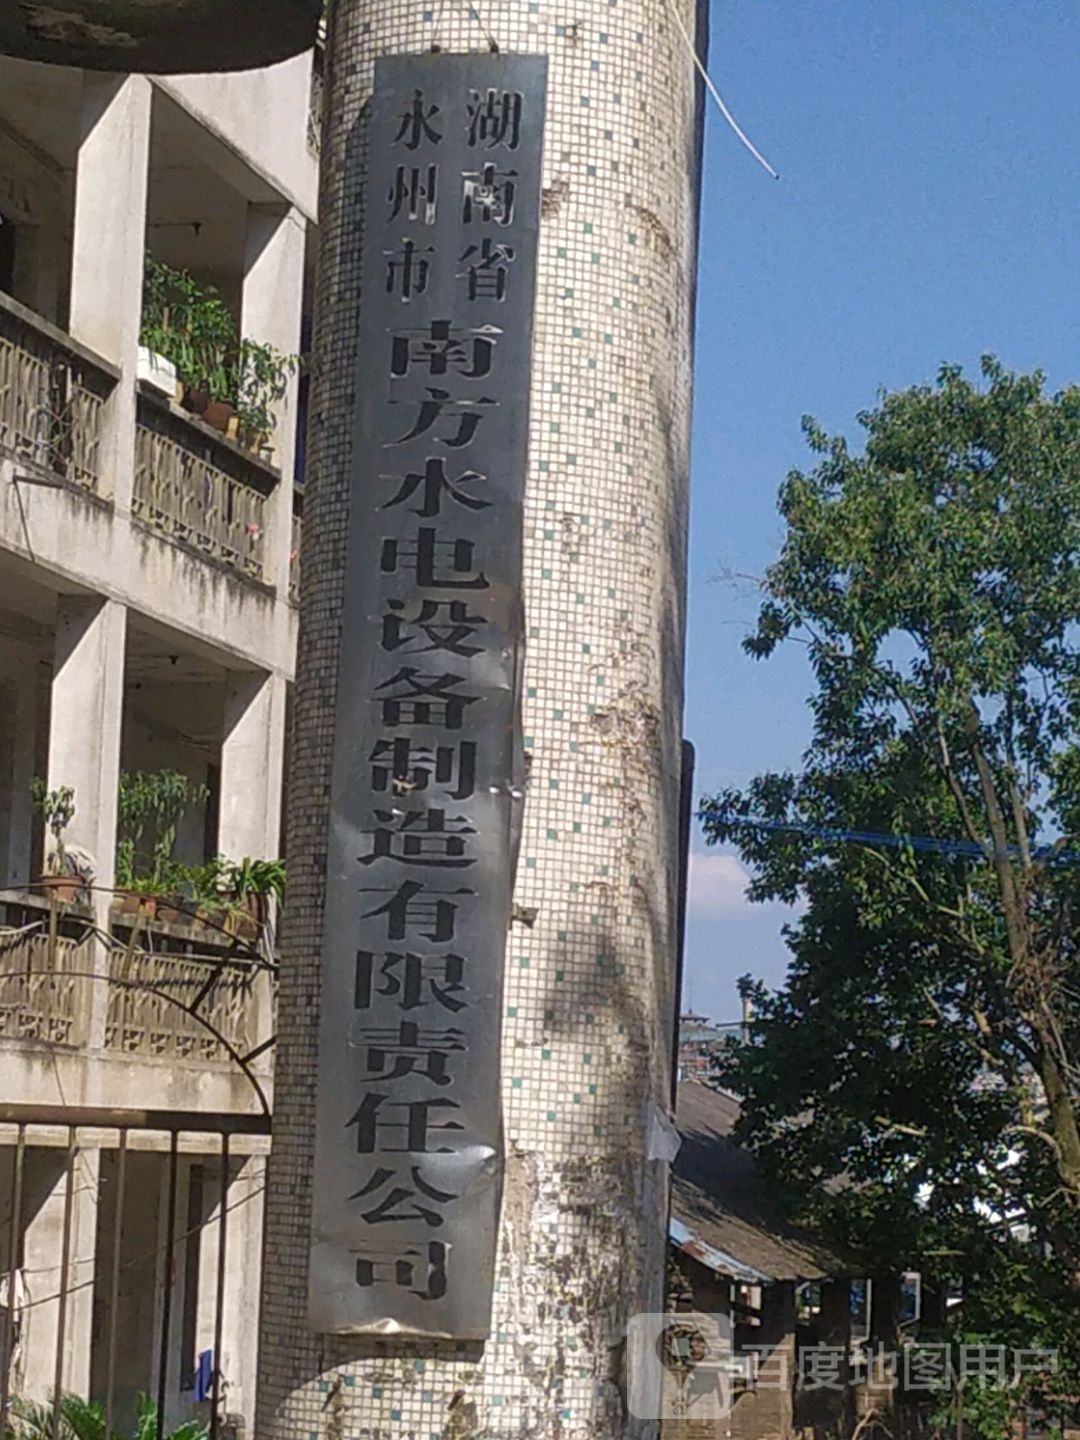 湖南省
永州市
南方水电设备制造有限责任公司
百度地图用户